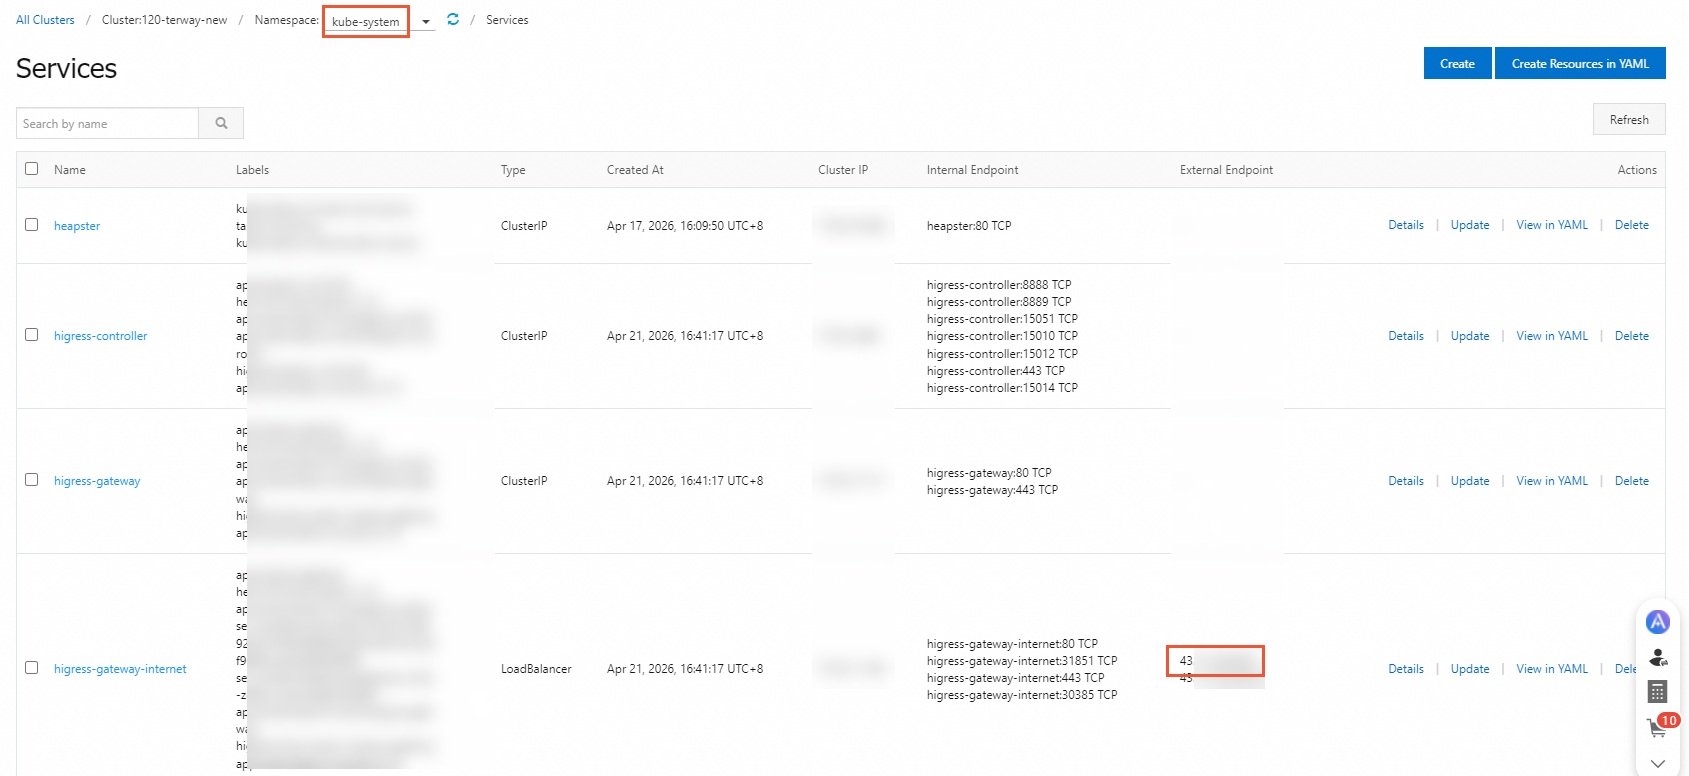 All Clusters / Cluster:120-terway-new / Namespace: kube-system / Services
Services
Create
Create Resources in YAML
Search by name
Refresh
Name Labels Type Created At Cluster IP Internal Endpoint External Endpoint Actions
heapster
ClusterIP
Apr 17, 2026, 16:09:50 UTC+8
heapster:80 TCP
Details | Update | View in YAML | Delete
higress-controller
ClusterIP
Apr 21, 2026, 16:41:17 UTC+8
higress-controller:8888 TCP
higress-controller:8889 TCP
higress-controller:15051 TCP
higress-controller:15010 TCP
higress-controller:15012 TCP
higress-controller:443 TCP
higress-controller:15014 TCP
Details | Update | View in YAML | Delete
higress-gateway
ClusterIP
Apr 21, 2026, 16:41:17 UTC+8
higress-gateway:80 TCP
higress-gateway:443 TCP
Details | Update | View in YAML | Delete
higress-gateway-internet
LoadBalancer
Apr 21, 2026, 16:41:17 UTC+8
higress-gateway-internet:80 TCP
higress-gateway-internet:31851 TCP
higress-gateway-internet:443 TCP
higress-gateway-internet:30385 TCP
43.
Details | Update | View in YAML
10